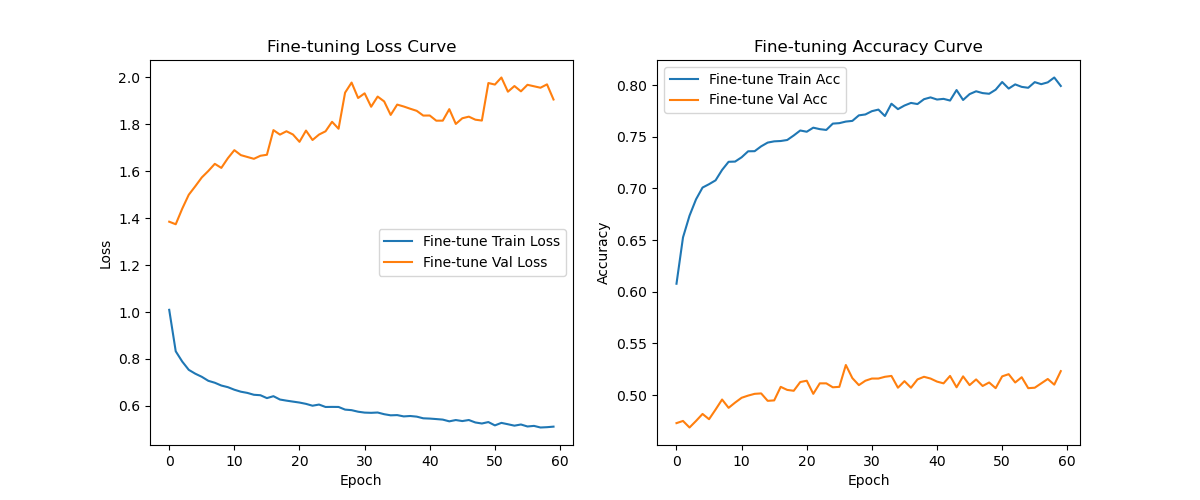 Fine-tuning Loss Curve
2.0
1.8
1.6
1.4
1.2
1.0
0.8
0.6
Loss
Fine-tune Train Loss
Fine-tune Val Loss
0 10 20 30 40 50 60
Epoch
Fine-tuning Accuracy Curve
Fine-tune Train Acc
Fine-tune Val Acc
0.80
0.75
0.70
0.65
0.60
0.55
0.50
Accuracy
0 10 20 30 40 50 60
Epoch